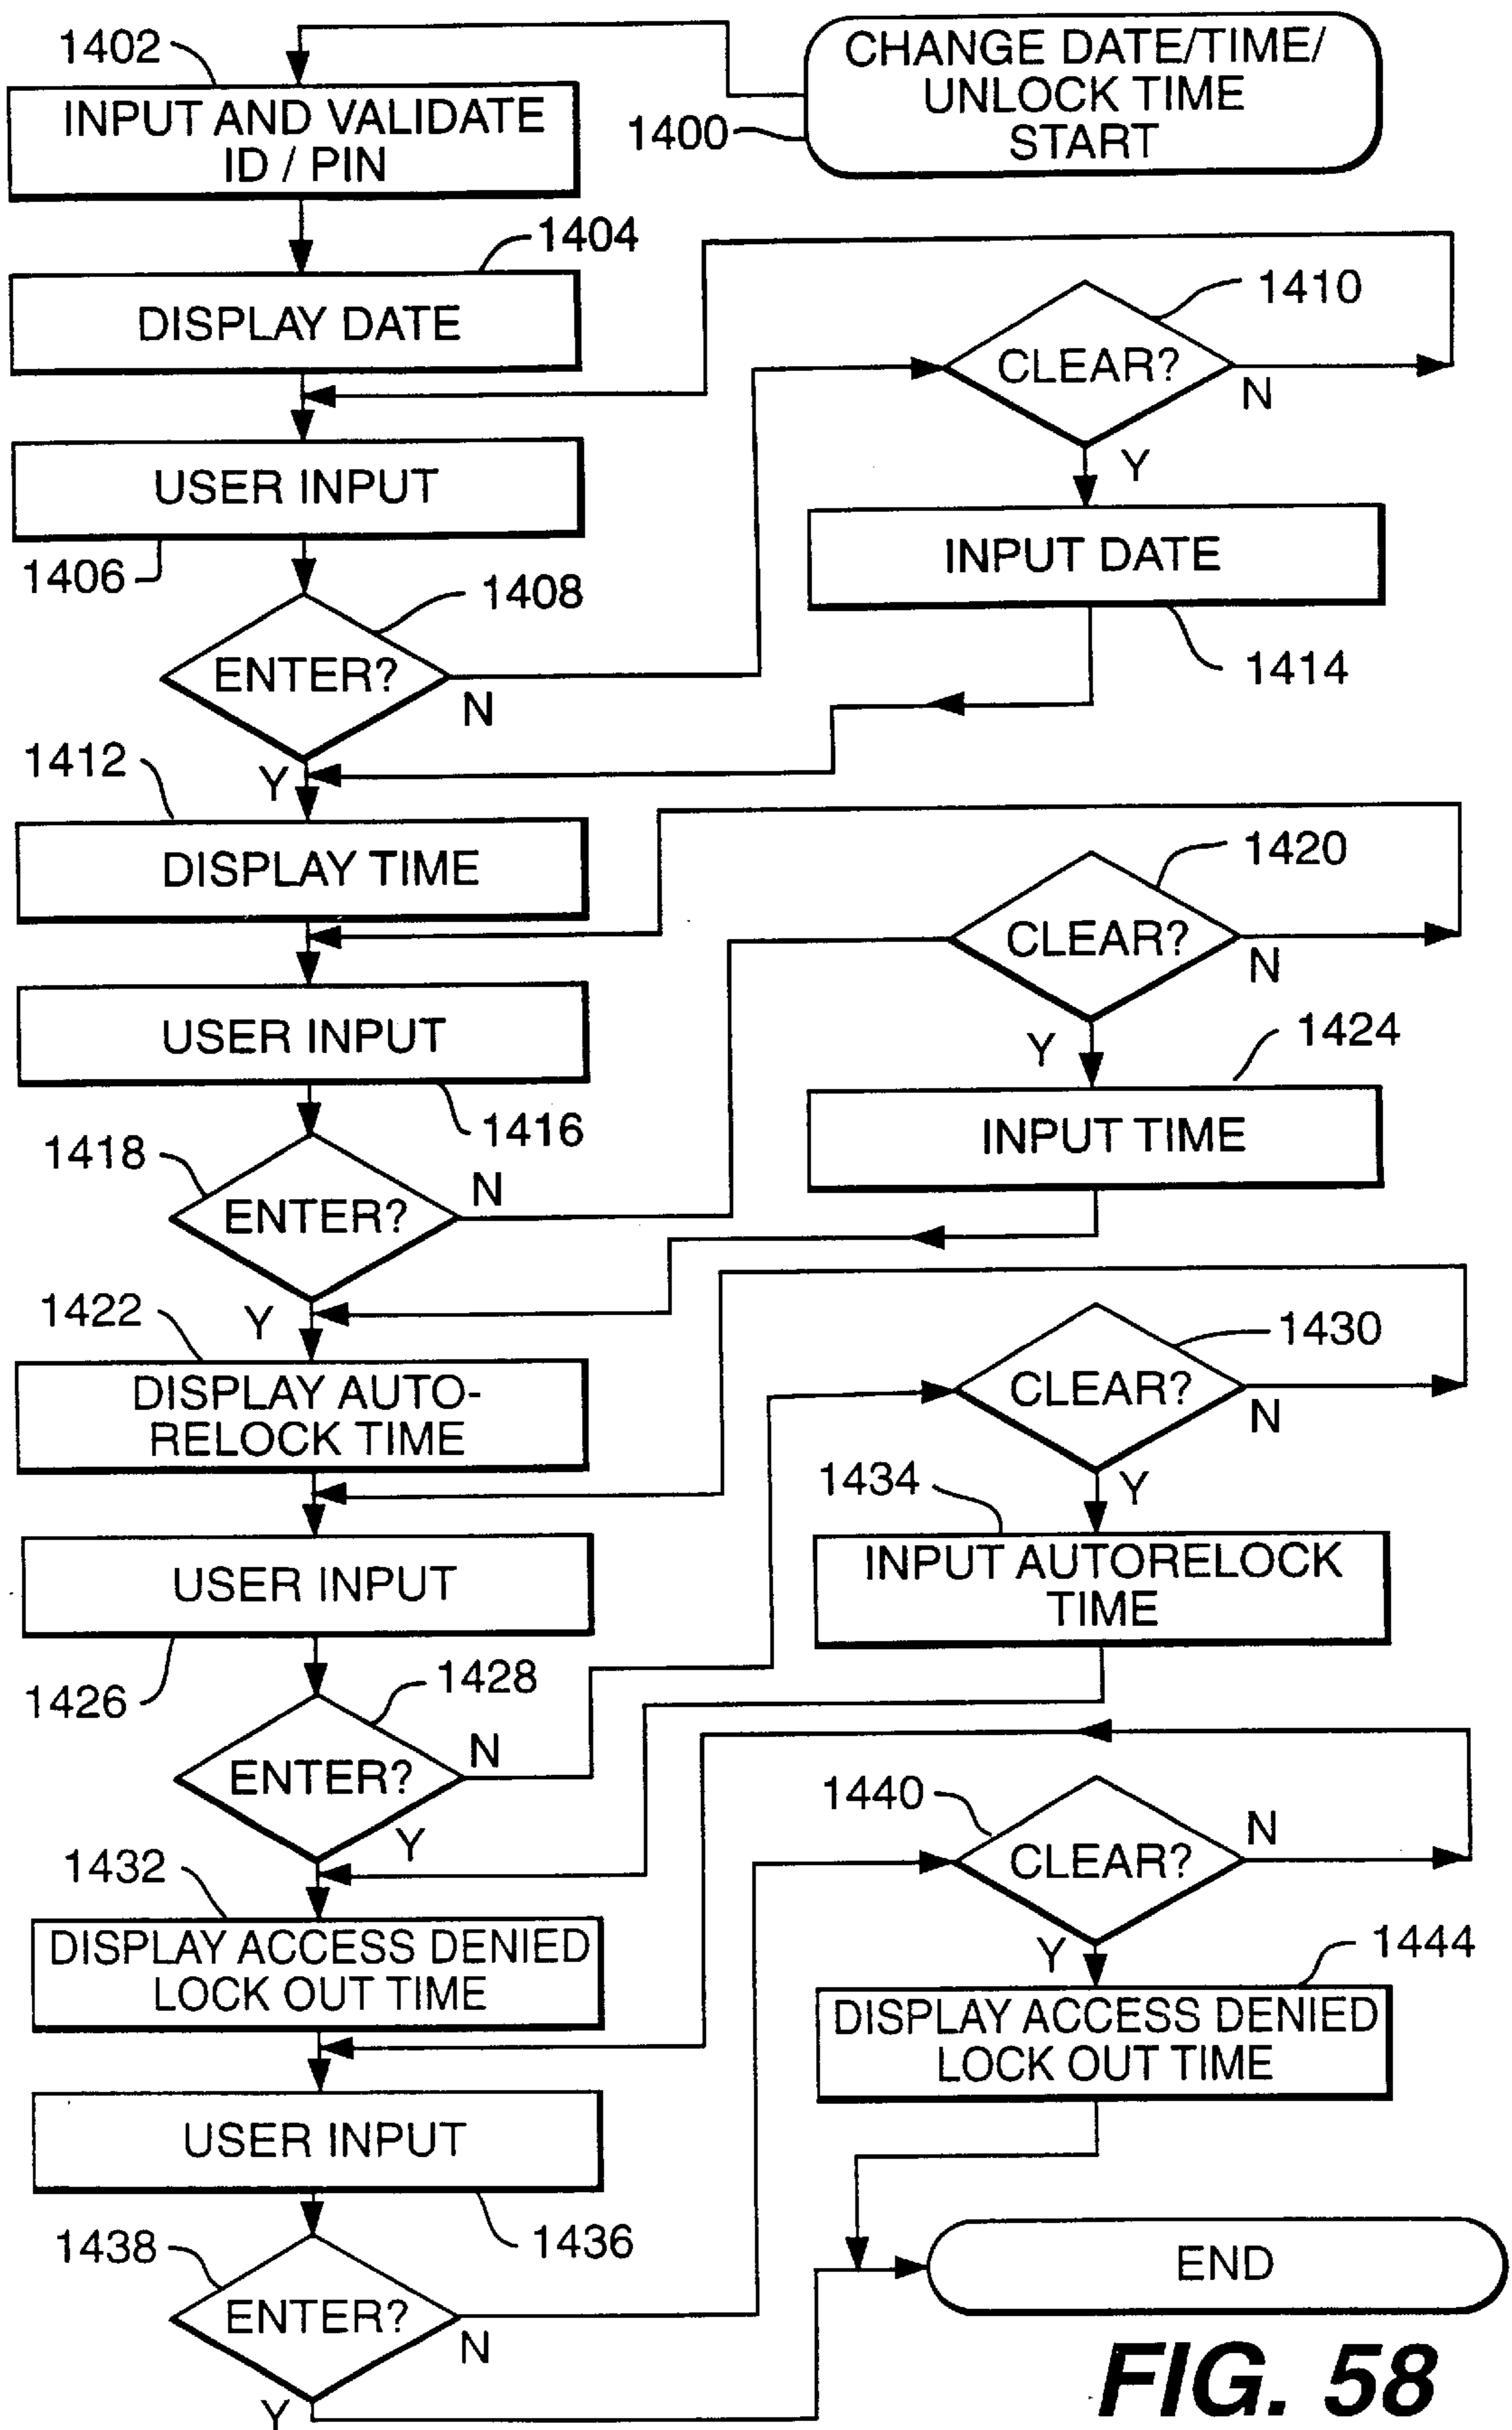 1402
CHANGE DATE/TIME/
UNLOCK TIME
START
1400
INPUT AND VALIDATE
ID / PIN
1404
DISPLAY DATE
1410
CLEAR?
N
Y
USER INPUT
1406
INPUT DATE
1408
ENTER?
N
1414
1412
Y
DISPLAY TIME
1420
CLEAR?
N
Y
USER INPUT
1416
1424
INPUT TIME
1418
ENTER?
N
1422
Y
DISPLAY AUTO-
RELOCK TIME
1430
CLEAR?
N
1434
Y
USER INPUT
1426
INPUT AUTORELOCK
TIME
1428
ENTER?
N
Y
1440
CLEAR?
N
Y
1432
DISPLAY ACCESS DENIED
LOCK OUT TIME
1444
DISPLAY ACCESS DENIED
LOCK OUT TIME
USER INPUT
1436
1438
ENTER?
N
Y
END
FIG. 58